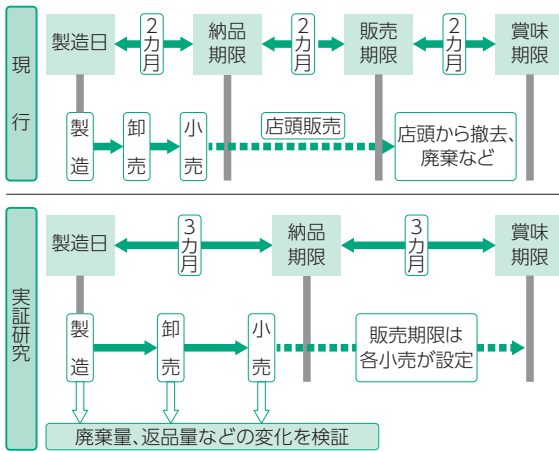 現行
製造日
2カ月
納品
期限
2カ月
販売
期限
2カ月
賞味
期限
製造
卸売
小売
店頭販売
店頭から撤去、
廃棄など
実証研究
製造日
3カ月
納品
期限
3カ月
賞味
期限
製造
卸売
小売
販売期限は
各小売が設定
廃棄量、返品量などの変化を検証